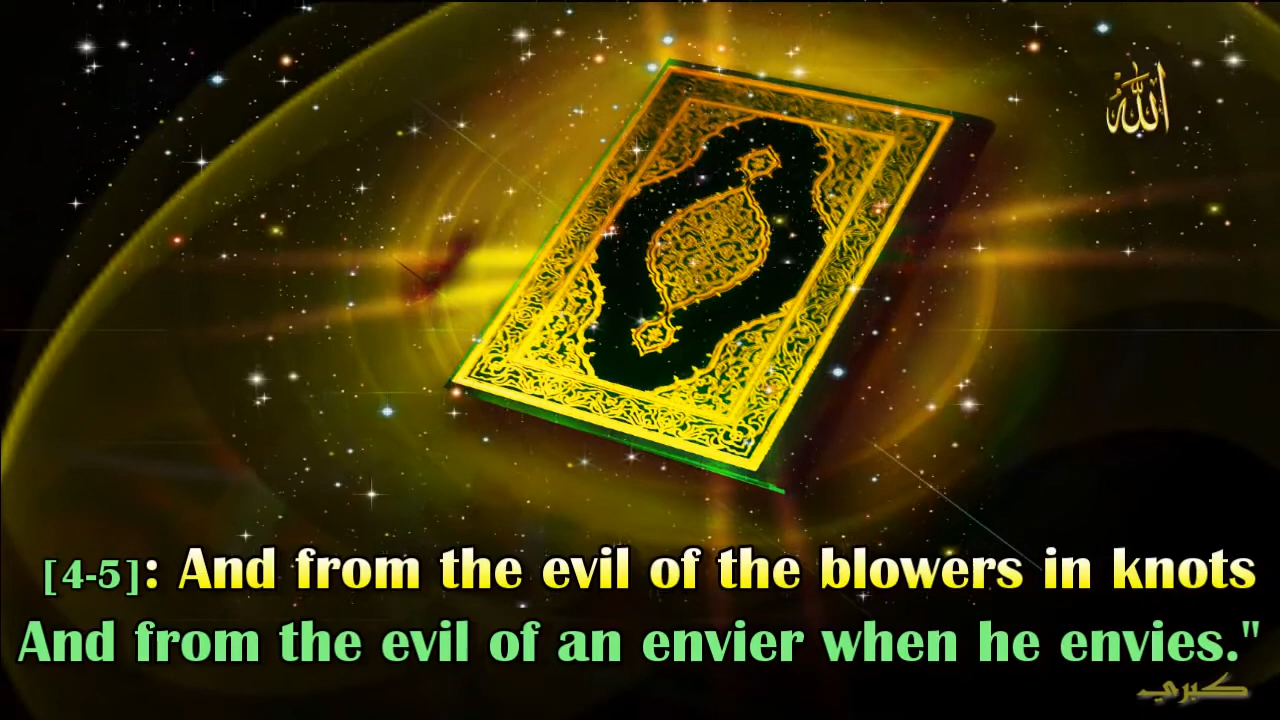 الله
[4-5]: And from the evil of the blowers in knots
And from the evil of an envier when he envies."
كبري